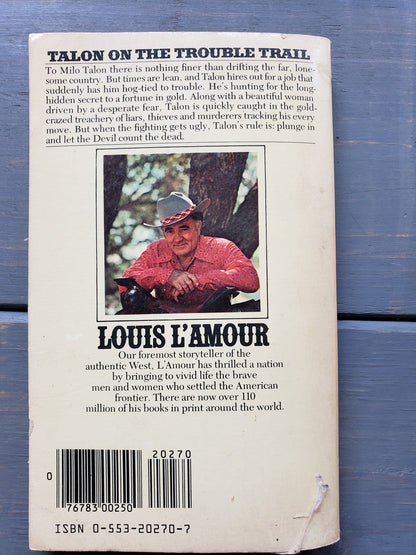 TALON ON THE TROUBLE TRAIL
To Milo Talon there is nothing finer than drifting the far, lone-
some country. But times are lean, and Talon hires out for a job that
suddenly has him hog-tied to trouble. He's hunting for the long-
hidden secret to a fortune in gold. Along with a beautiful woman
driven by a desperate fear, Talon is quickly caught in the gold-
crazed treachery of liars, thieves and murderers tracking his every
move. But when the fighting gets ugly, Talon's rule is: plunge in
and let the Devil count the dead.
LOUIS L'AMOUR
Our foremost storyteller of the
authentic West, L'Amour has thrilled a nation
by bringing to vivid life the brave
men and women who settled the American
frontier. There are now over 110
million of his books in print around the world.
20270
0
76783 00250
ISBN 0-553-20270-7